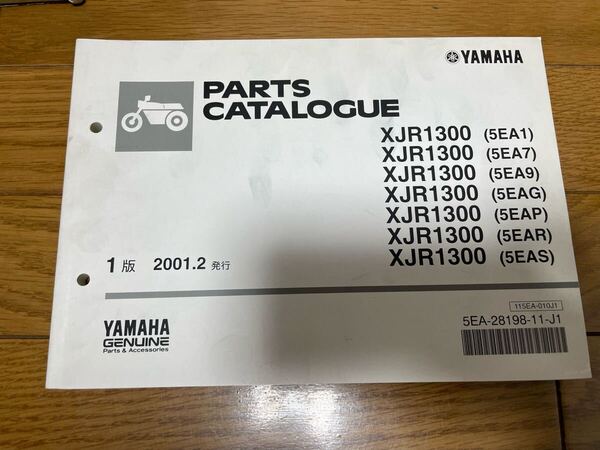 YAMAHA
PARTS
CATALOGUE
XJR1300 (5EA1)
XJR1300 (5EA7)
XJR1300 (5EA9)
XJR1300 (5EAG)
XJR1300 (5EAP)
XJR1300 (5EAR)
XJR1300 (5EAS)
1版 2001.2 発行
115EA-010J1
5EA-28198-11-J1
YAMAHA
GENUINE
Parts & Accessories